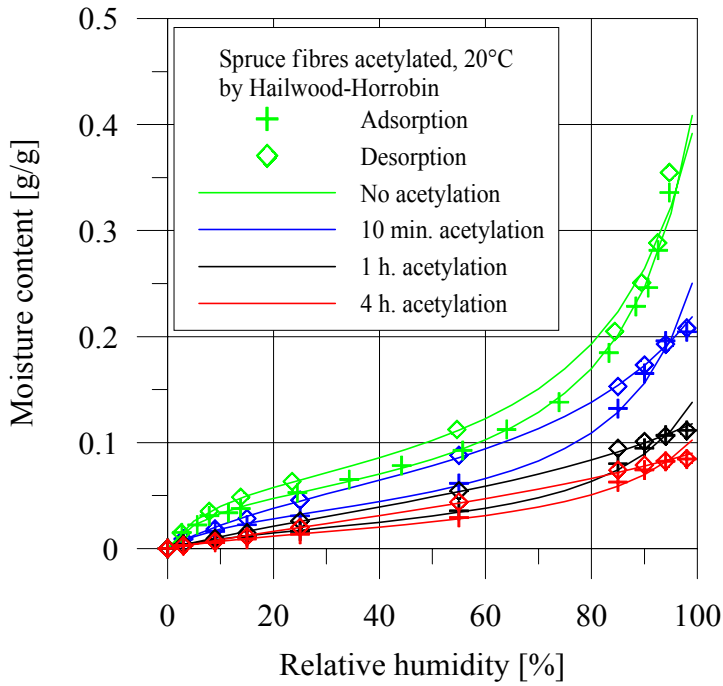 0.5
Spruce fibres acetylated, 20°C
by Hailwood-Horrobin
Adsorption
Desorption
No acetylation
10 min. acetylation
1 h. acetylation
4 h. acetylation
0.4
0.3
0.2
0.1
0
Moisture content [g/g]
0 20 40 60 80 100
Relative humidity [%]